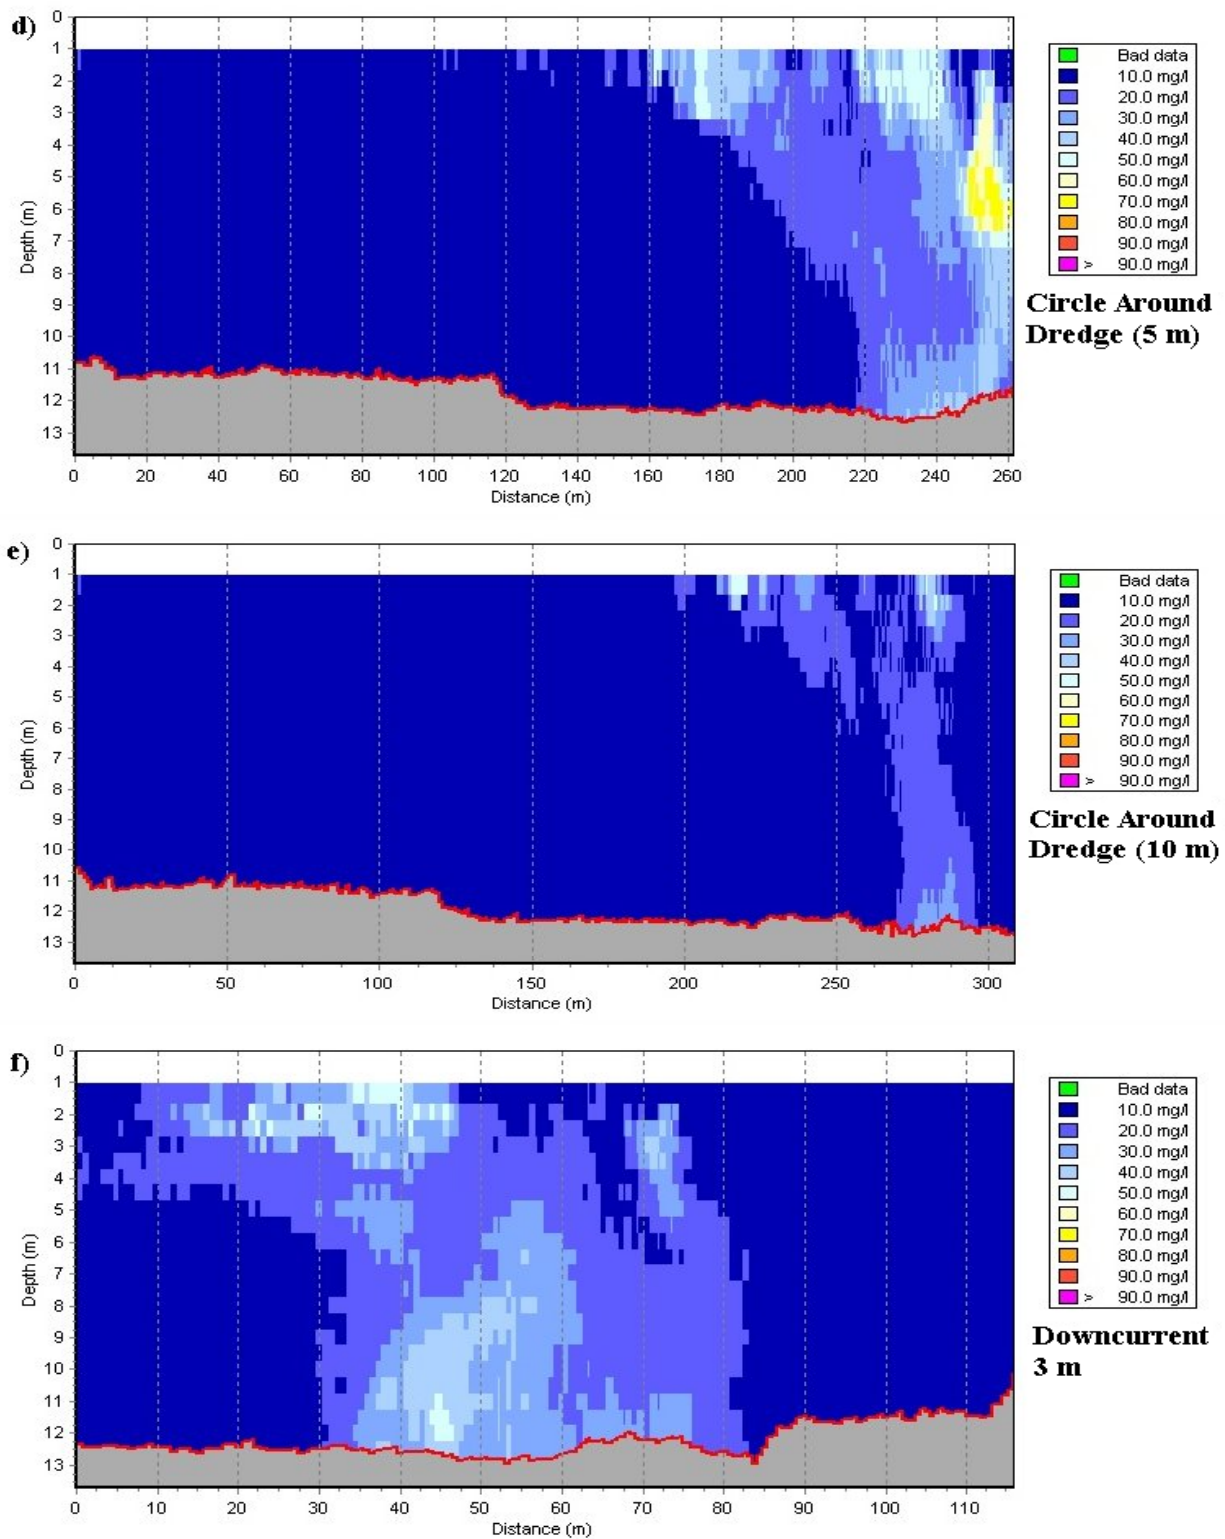 d)
0
1
2
3
4
5
6
7
8
9
10
11
12
13
Depth (m)
0 20 40 60 80 100 120 140 160 180 200 220 240 260
Distance (m)
Bad data
10.0 mg/l
20.0 mg/l
30.0 mg/l
40.0 mg/l
50.0 mg/l
60.0 mg/l
70.0 mg/l
80.0 mg/l
90.0 mg/l
> 90.0 mg/l
Circle Around
Dredge (5 m)
e)
0
1
2
3
4
5
6
7
8
9
10
11
12
13
Depth (m)
0 50 100 150 200 250 300
Distance (m)
Bad data
10.0 mg/l
20.0 mg/l
30.0 mg/l
40.0 mg/l
50.0 mg/l
60.0 mg/l
70.0 mg/l
80.0 mg/l
90.0 mg/l
> 90.0 mg/l
Circle Around
Dredge (10 m)
f)
0
1
2
3
4
5
6
7
8
9
10
11
12
13
Depth (m)
0 10 20 30 40 50 60 70 80 90 100 110
Distance (m)
Bad data
10.0 mg/l
20.0 mg/l
30.0 mg/l
40.0 mg/l
50.0 mg/l
60.0 mg/l
70.0 mg/l
80.0 mg/l
90.0 mg/l
> 90.0 mg/l
Downcurrent
3 m